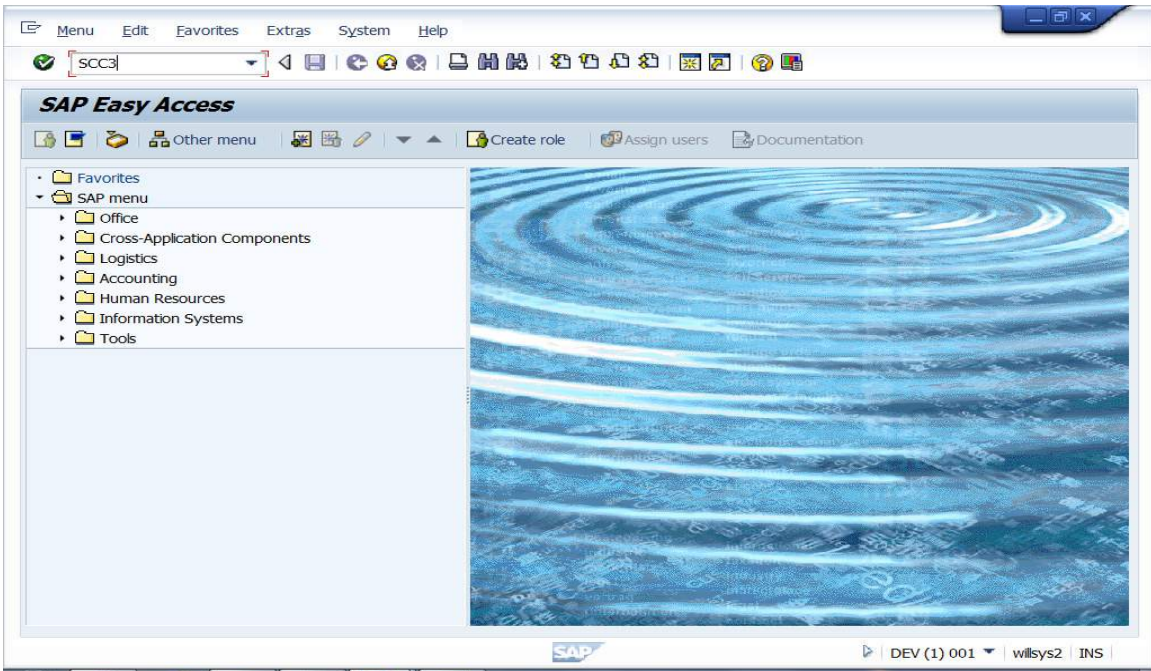 Menu Edit Favorites Extras System Help
SCC3
SAP Easy Access
Other menu Create role Assign users Documentation
Favorites
SAP menu
Office
Cross-Application Components
Logistics
Accounting
Human Resources
Information Systems
Tools
SAP DEV (1) 001 willsys2 INS